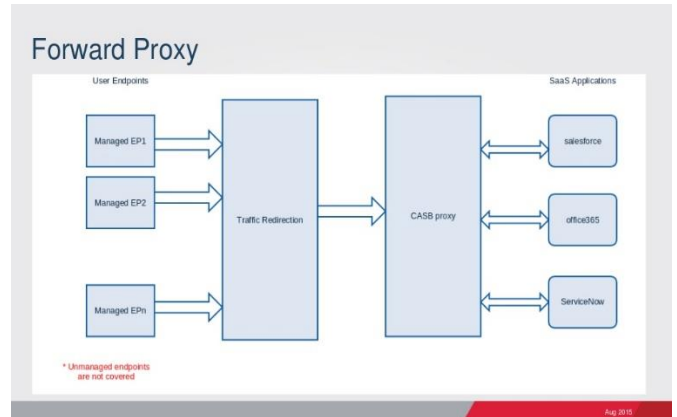 Forward Proxy
User Endpoints
SaaS Applications
Managed EP1
Managed EP2
Managed EPn
Traffic Redirection
CASB proxy
salesforce
office365
ServiceNow
* Unmanaged endpoints
are not covered
Aug 2015